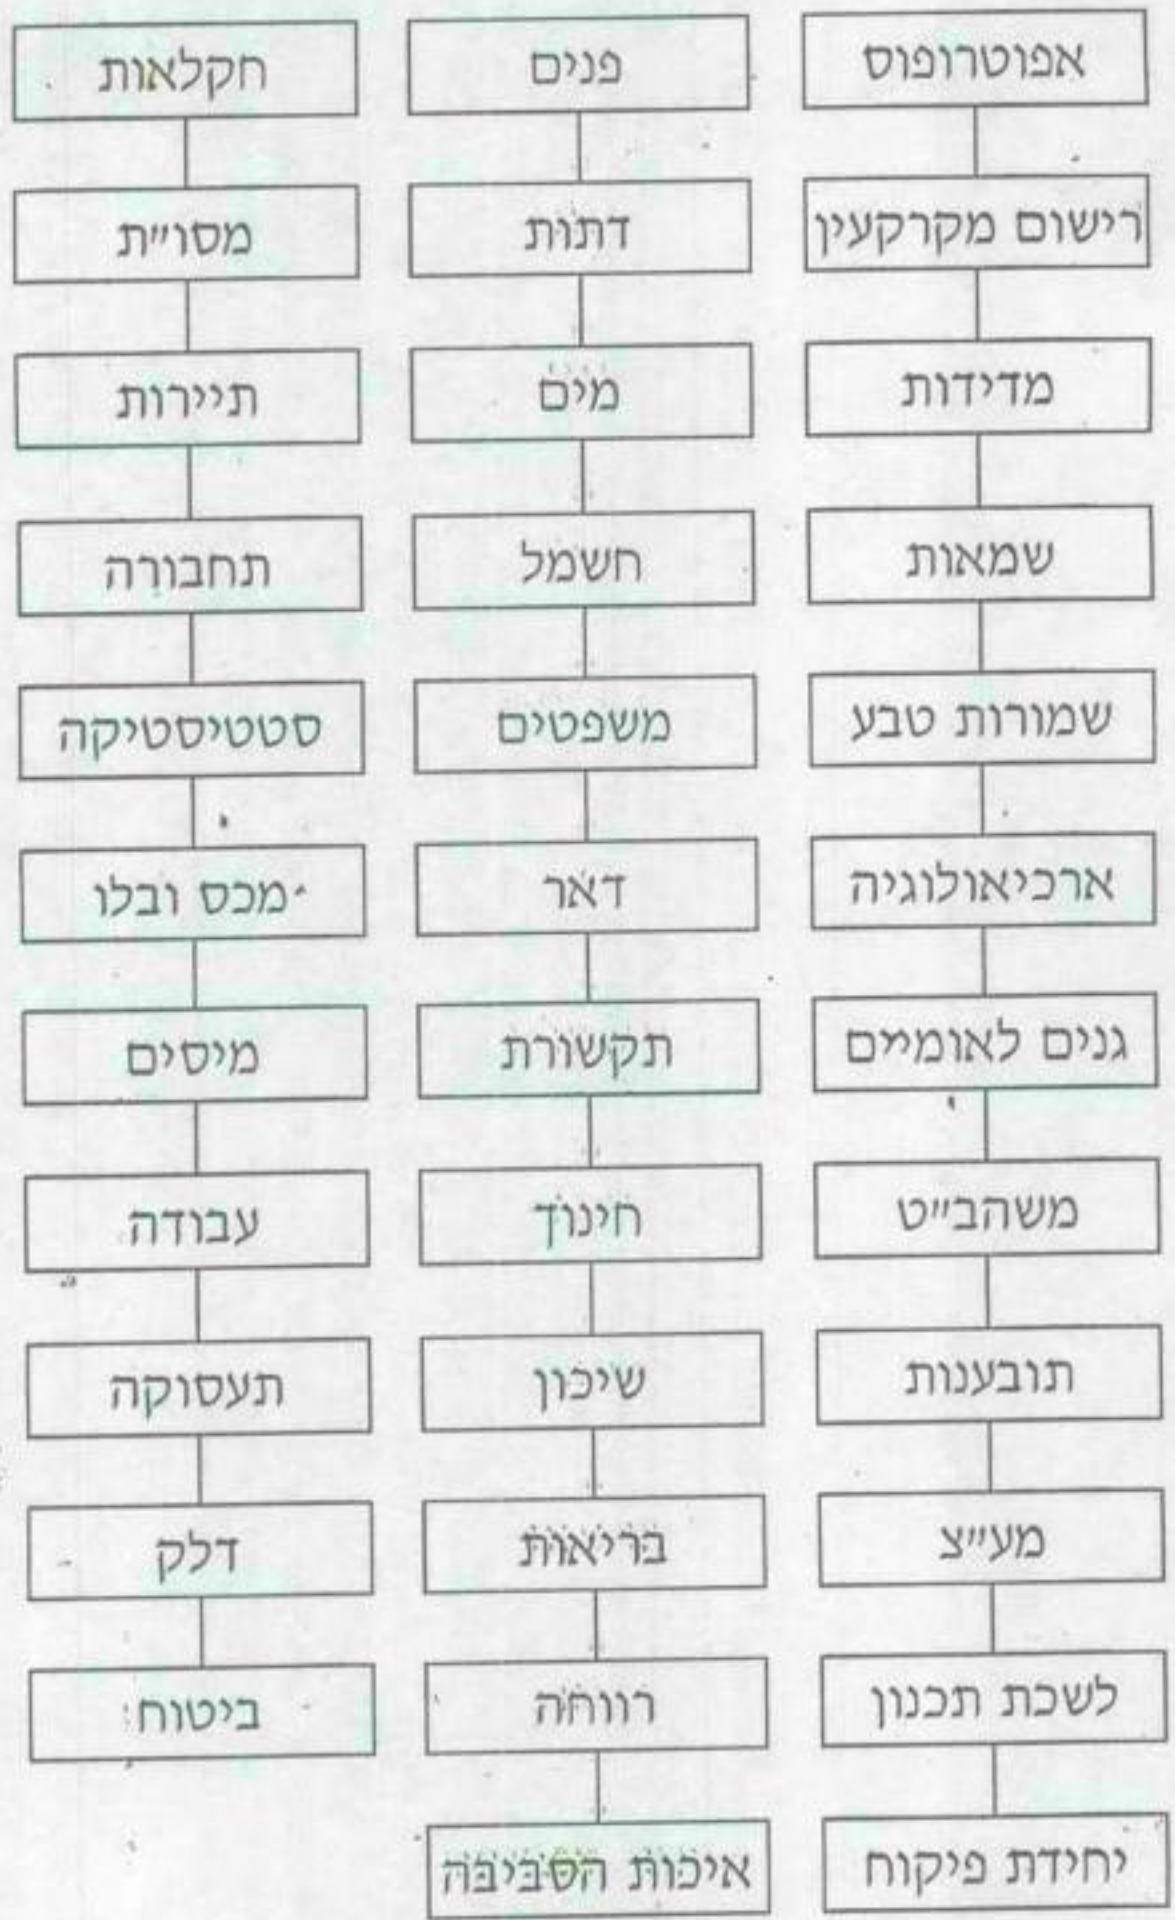 אפוטרופוס
רישום מקרקעין
מדידות
שמאות
שמורות טבע
ארכיאולוגיה
גנים לאומיים
משהב״ט
תובענות
מע״צ
לשכת תכנון
יחידת פיקוח
פנים
דתות
מים
חשמל
משפטים
דאר
תקשורת
חינוך
שיכון
בריאות
רווחה
איכות הסביבה
חקלאות
מסו״ת
תיירות
תחבורה
סטטיסטיקה
מכס ובלו
מיסים
עבודה
תעסוקה
דלק
ביטוח